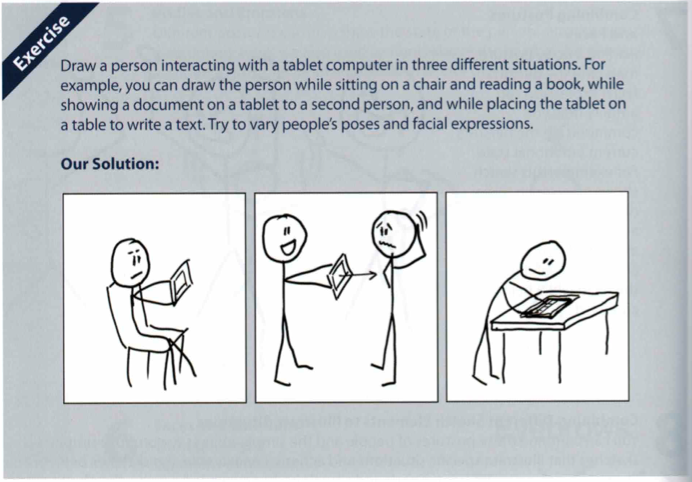 Exercise
Draw a person interacting with a tablet computer in three different situations. For
example, you can draw the person while sitting on a chair and reading a book, while
showing a document on a tablet to a second person, and while placing the tablet on
a table to write a text. Try to vary people's poses and facial expressions.
Our Solution: